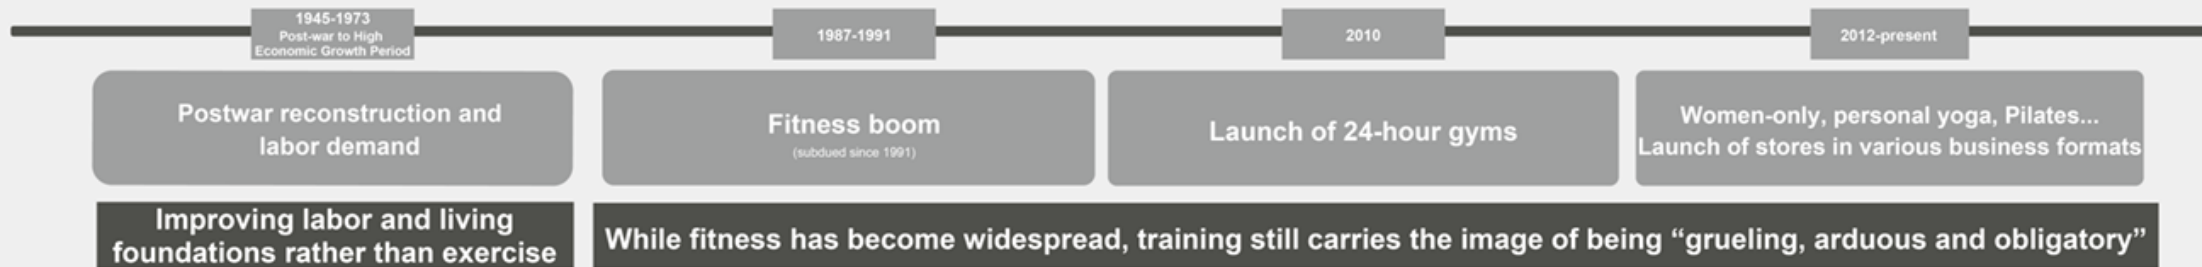 1945-1973
Post-war to High
Economic Growth Period
1987-1991
2010
2012-present
Postwar reconstruction and
labor demand
Fitness boom
(subdued since 1991)
Launch of 24-hour gyms
Women-only, personal yoga, Pilates...
Launch of stores in various business formats
Improving labor and living
foundations rather than exercise
While fitness has become widespread, training still carries the image of being “grueling, arduous and obligatory”